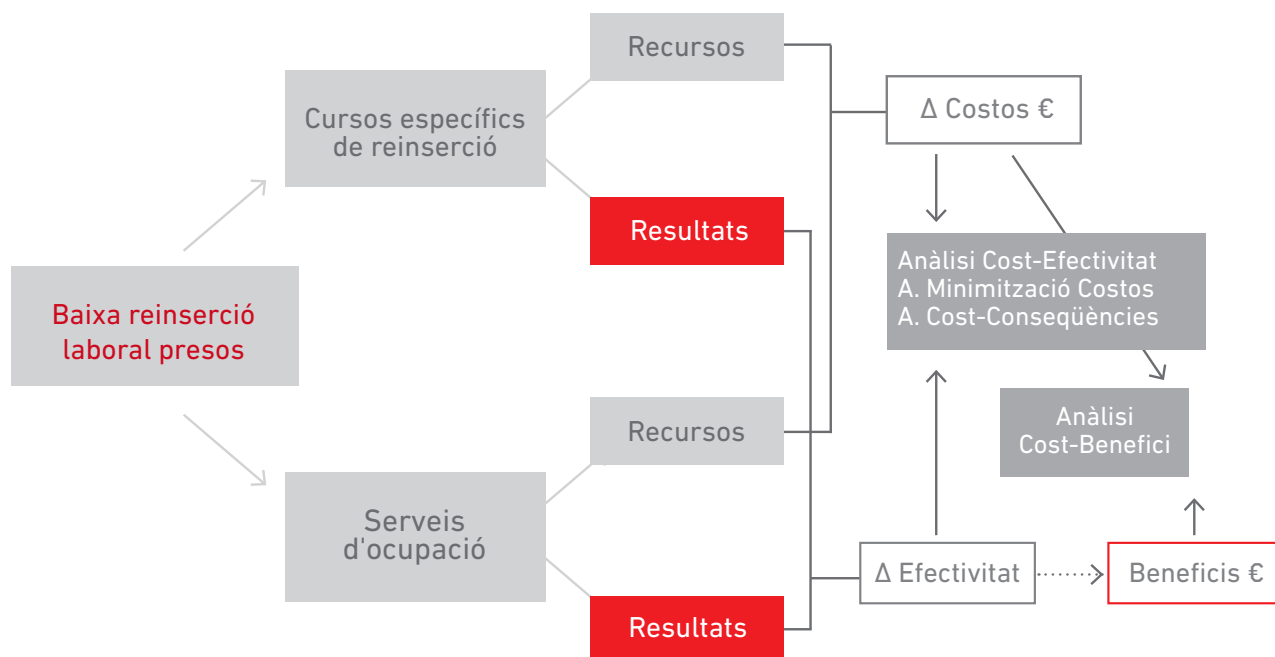 Recursos
Cursos específics
de reinserció
Δ Costos €
Resultats
Anàlisi Cost-Efectivitat
A. Minimització Costos
A. Cost-Conseqüències
Baixa reinserció
laboral presos
Recursos
Anàlisi
Cost-Benefici
Serveis
d'ocupació
Δ Efectivitat
Beneficis €
Resultats